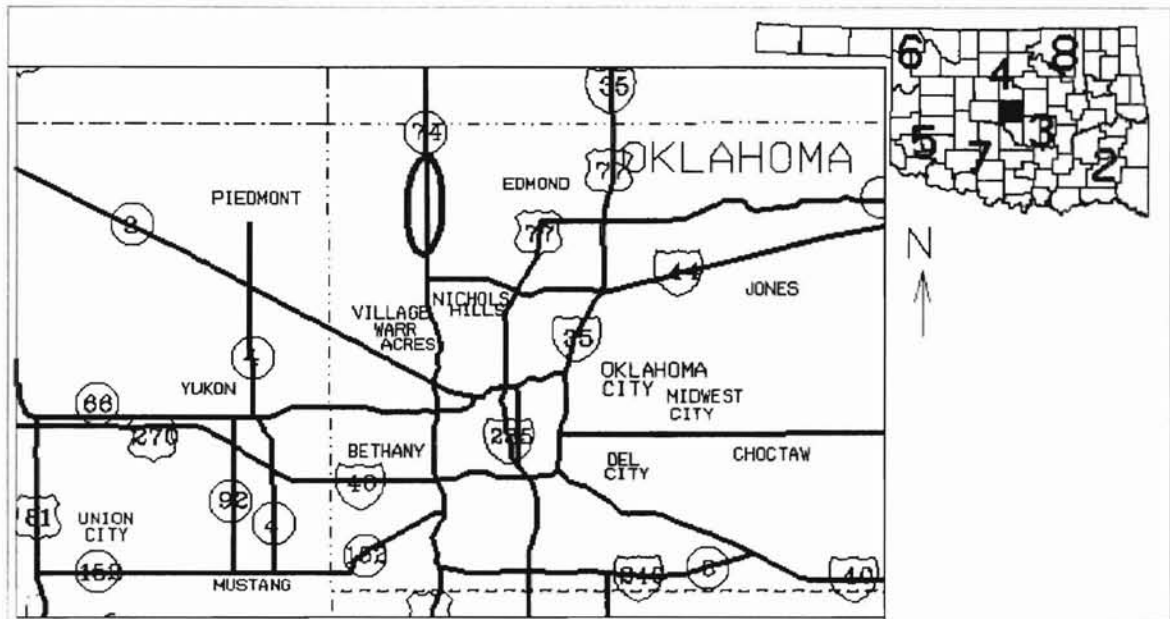 6
8
4
3
5
7
2
N
35
74
OKLAHOMA
77
EDMOND
PIEDMONT
3
77
44
JONES
NICHOLS
HILLS
VILLAGE
WARR
ACRES
35
4
OKLAHOMA
CITY
YUKON
MIDWEST
CITY
66
270
235
BETHANY
DEL
CITY
CHOCTAW
40
92
81
UNION
CITY
4
152
152
240
40
MUSTANG